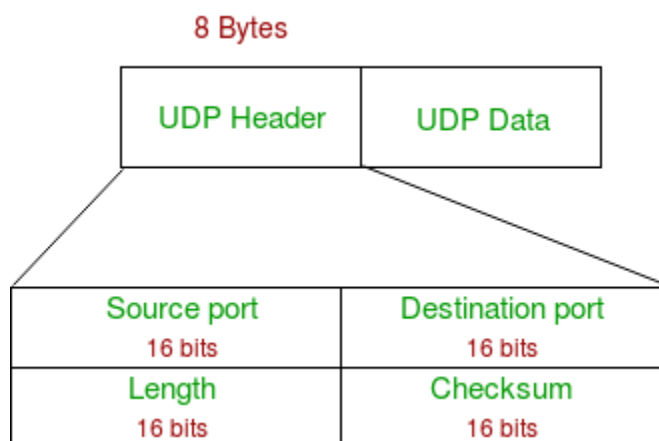 8 Bytes
UDP Header UDP Data
Source port Destination port
16 bits 16 bits
Length Checksum
16 bits 16 bits